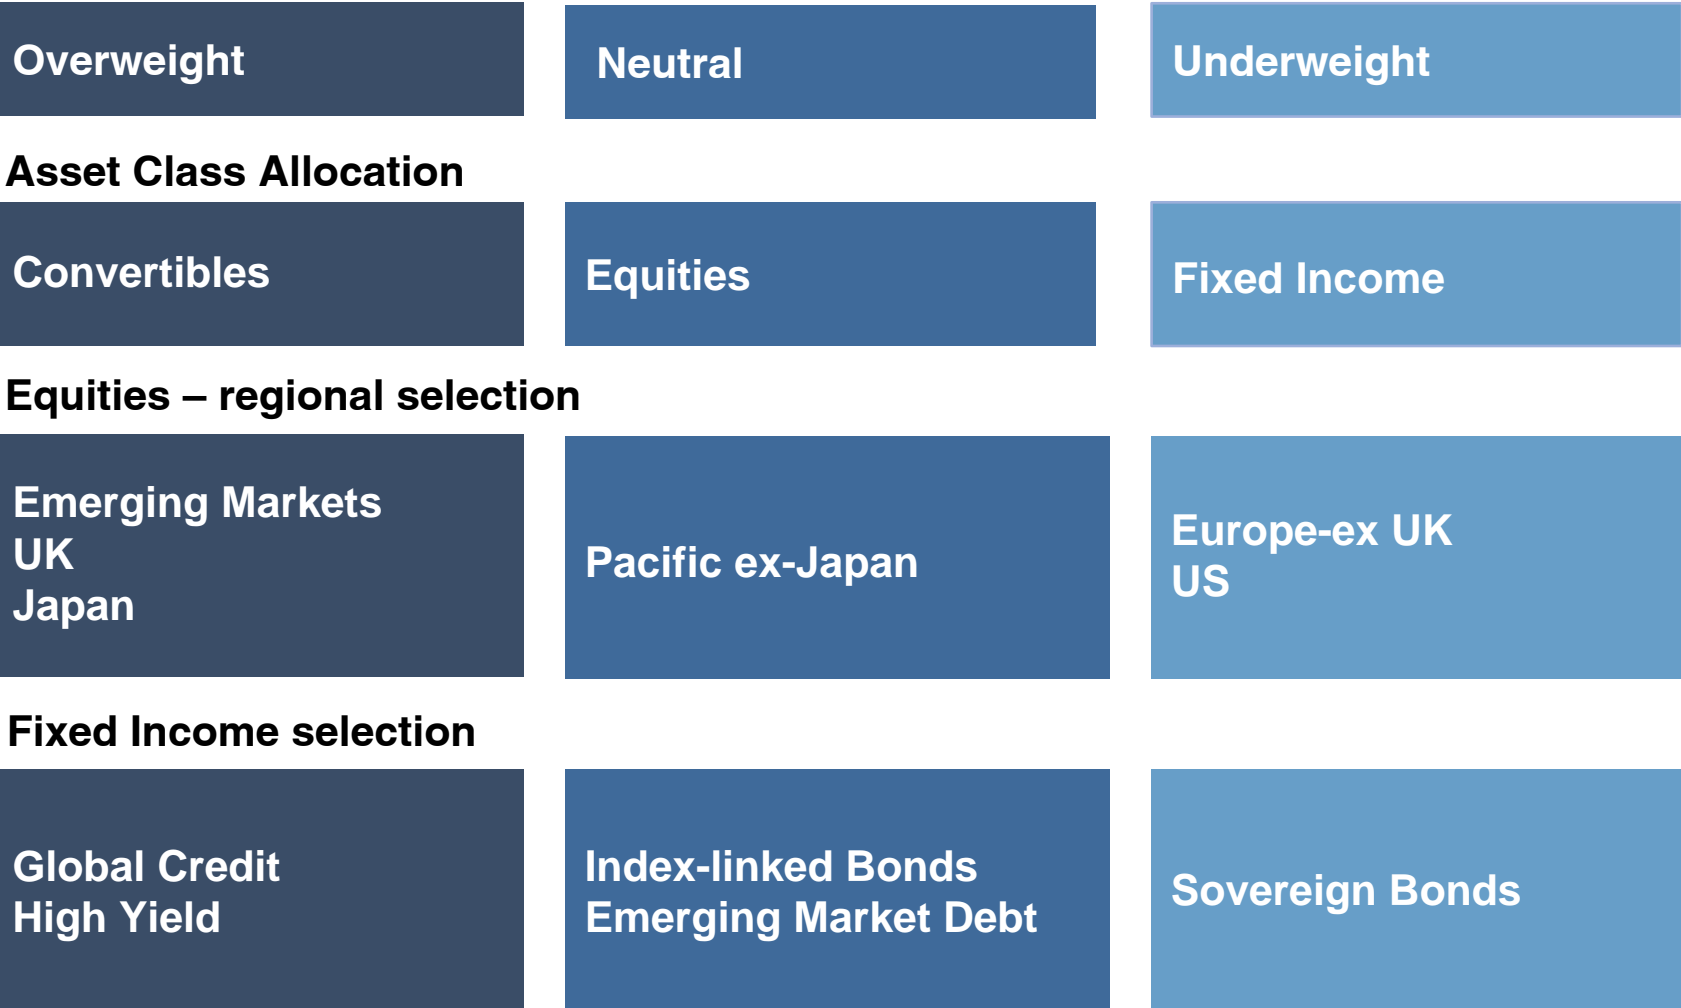 Overweight
Neutral
Underweight
Asset Class Allocation
Convertibles
Equities
Fixed Income
Equities – regional selection
Emerging Markets
UK
Japan
Pacific ex-Japan
Europe-ex UK
US
Fixed Income selection
Global Credit
High Yield
Index-linked Bonds
Emerging Market Debt
Sovereign Bonds